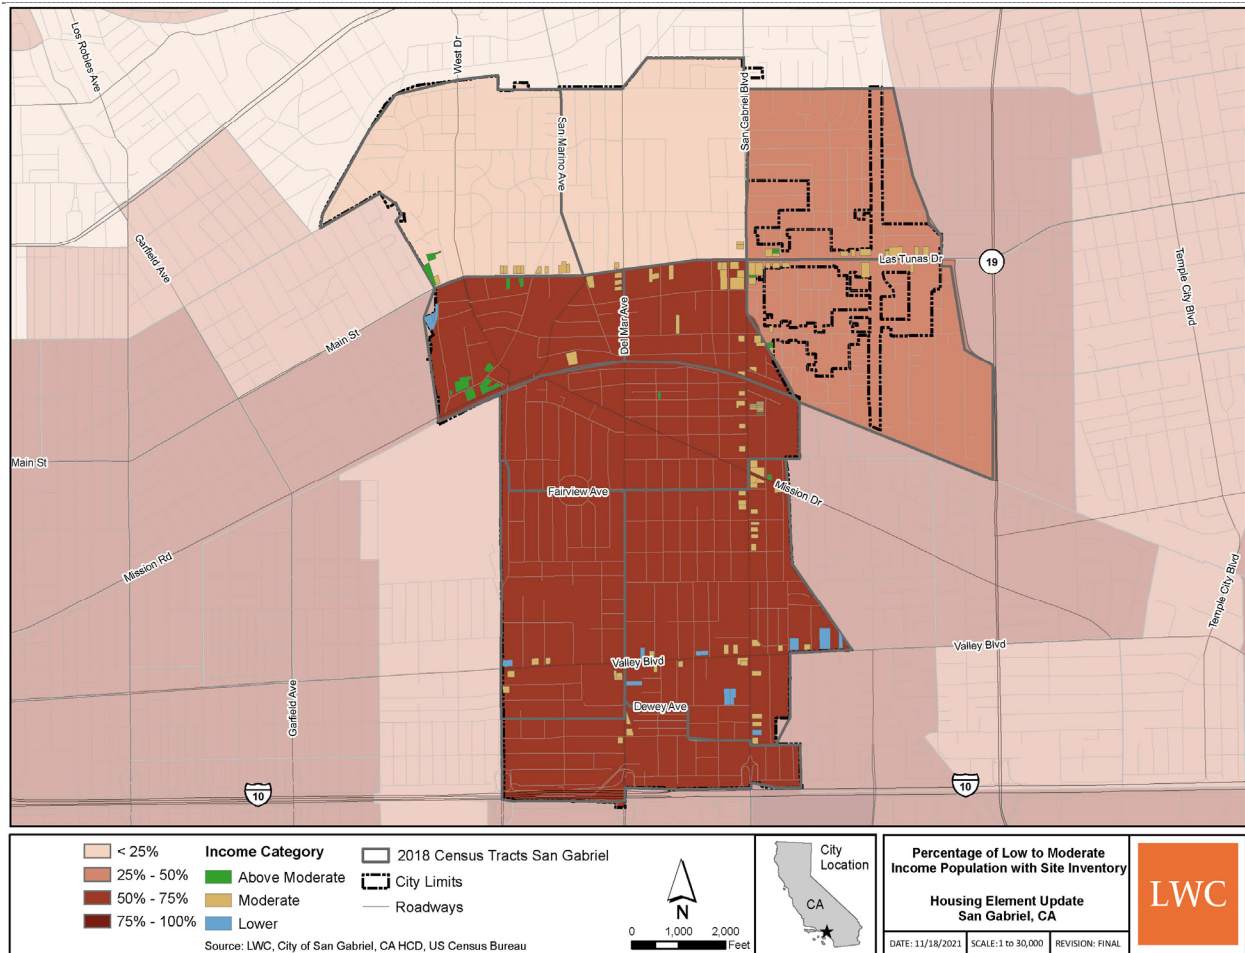 Los Robles Ave
West Dr
San Marino Ave
San Gabriel Blvd
Garfield Ave
Las Tunas Dr
19
Temple City Blvd
Main St
Del Mar Ave
Main St
Fairview Ave
Mission Dr
Mission Rd
Temple City Blvd
Valley Blvd
Valley Blvd
Garfield Ave
Dewey Ave
10
10
< 25%
25% - 50%
50% - 75%
75% - 100%
Income Category
Above Moderate
Moderate
Lower
2018 Census Tracts San Gabriel
City Limits
Roadways
Source: LWC, City of San Gabriel, CA HCD, US Census Bureau
N
0 1,000 2,000
Feet
City
Location
CA
Percentage of Low to Moderate
Income Population with Site Inventory
Housing Element Update
San Gabriel, CA
DATE: 11/18/2021
SCALE:1 to 30,000
REVISION: FINAL
LWC